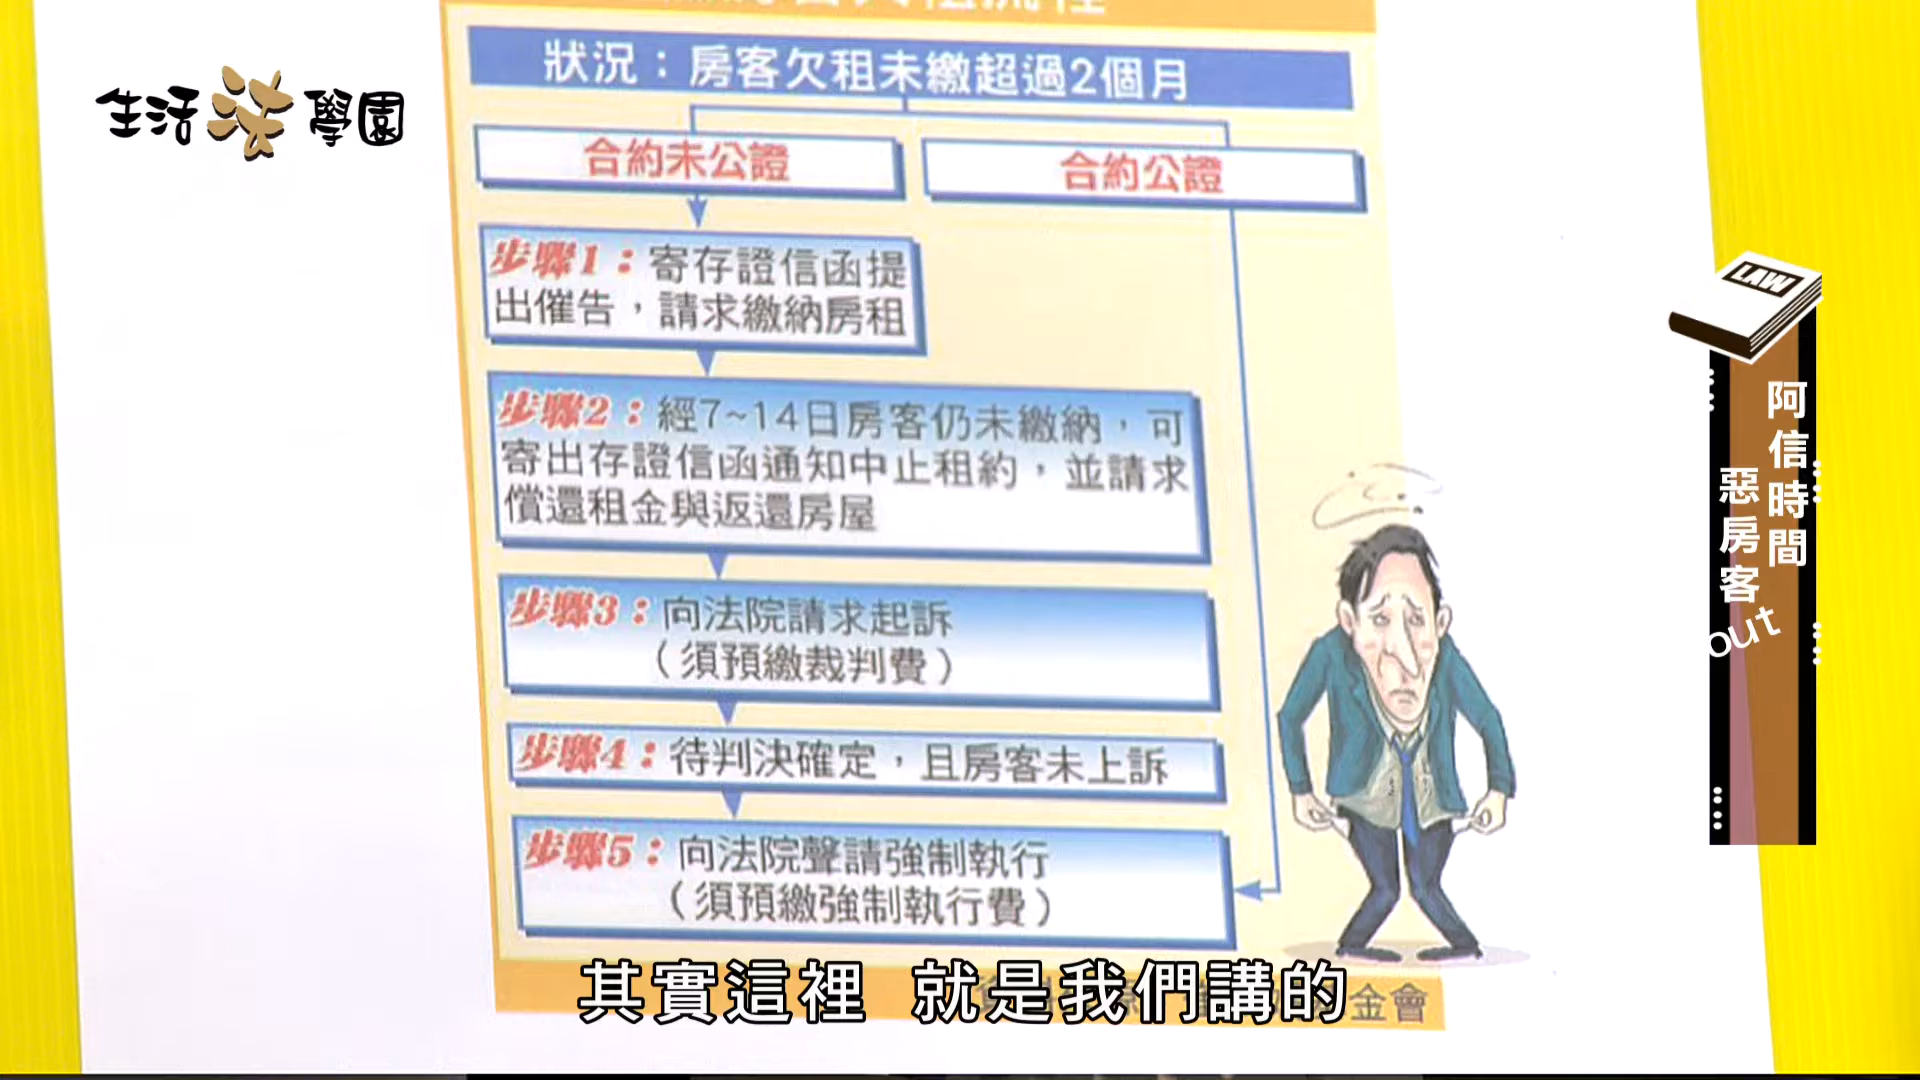 生活法學園
狀況：房客欠租未繳超過2個月
合約未公證
合約公證
步驟1：寄存證信函提
出催告，請求繳納房租
步驟2：經7~14日房客仍未繳納，可
寄出存證信函通知中止租約，並請求
償還租金與返還房屋
步驟3：向法院請求起訴
（須預繳裁判費）
步驟4：待判決確定，且房客未上訴
步驟5：向法院聲請強制執行
（須預繳強制執行費）
金會
LAW
阿信時間
惡房客out
其實這裡 就是我們講的